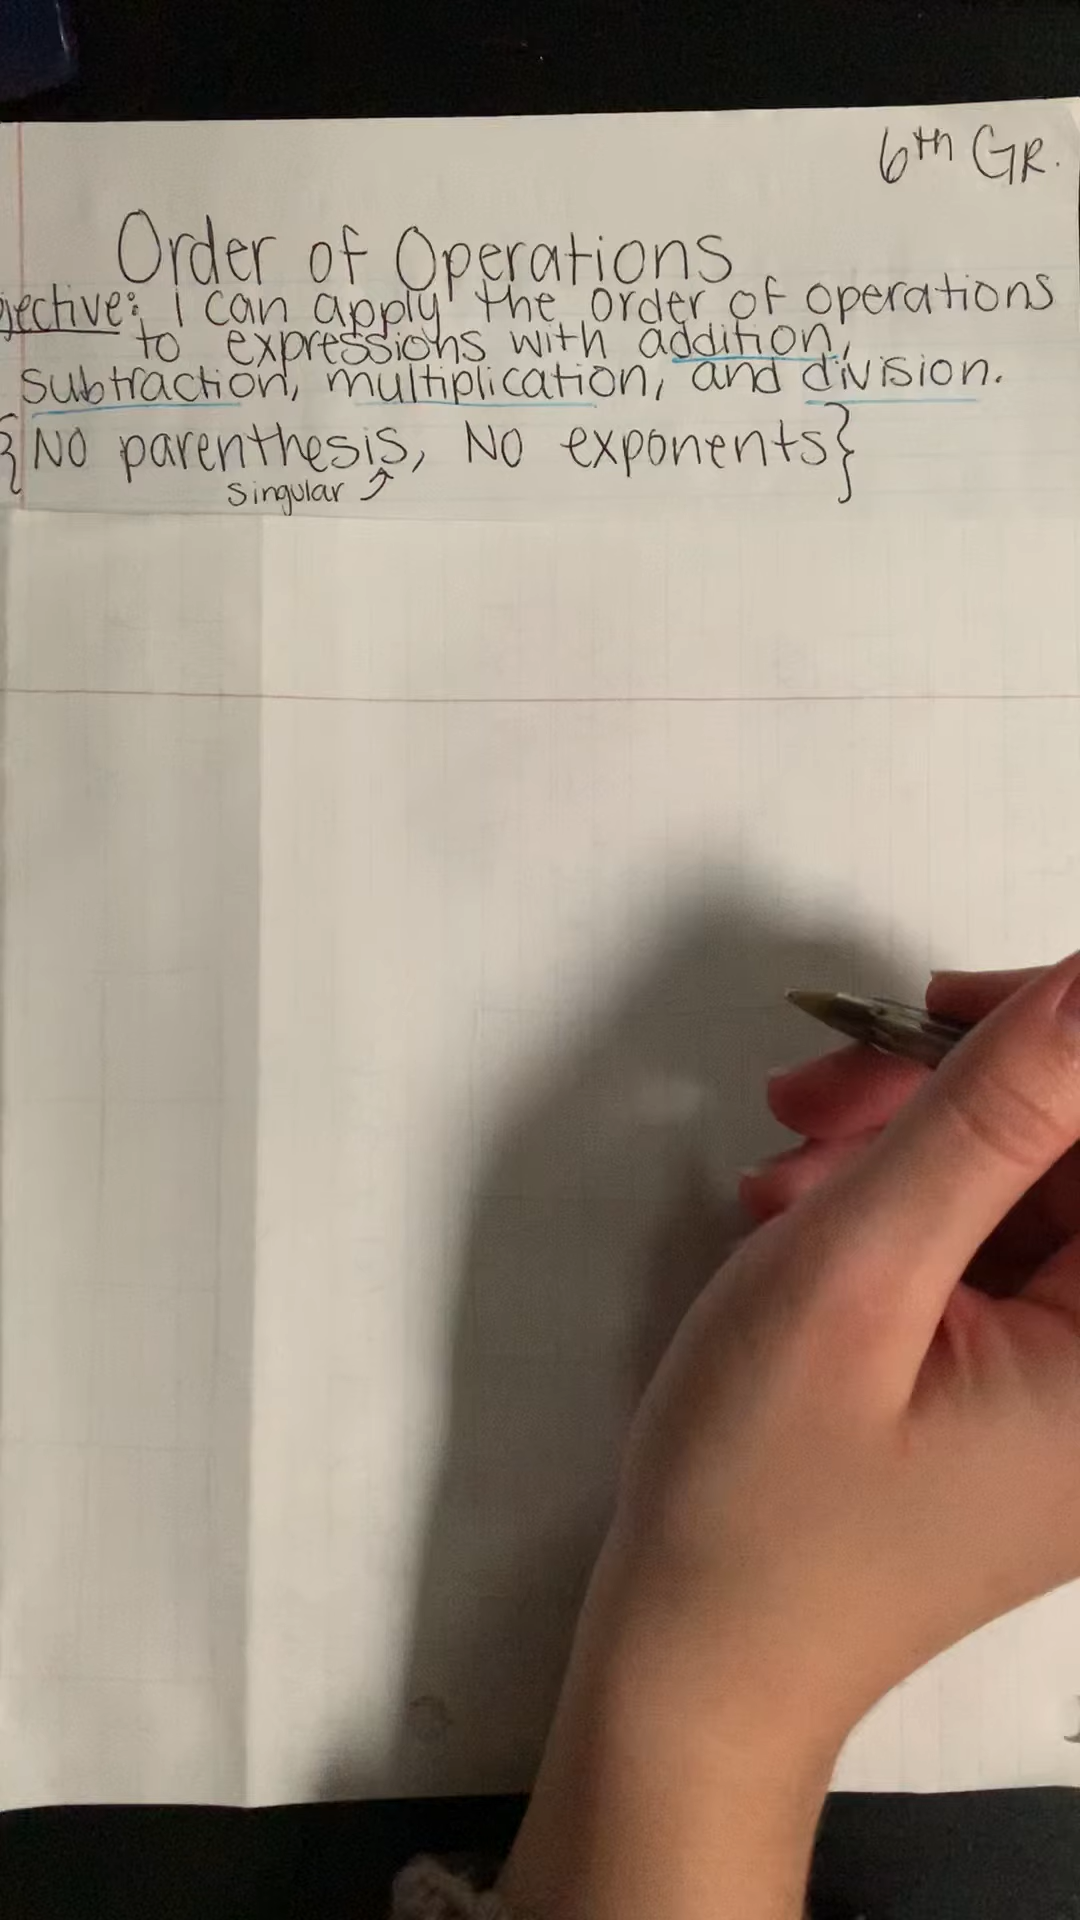 6th GR.
Order of Operations
jective: I can apply the order of operations
to expressions with addition,
subtraction, multiplication, and division.
{No parenthesis, No exponents}
singular